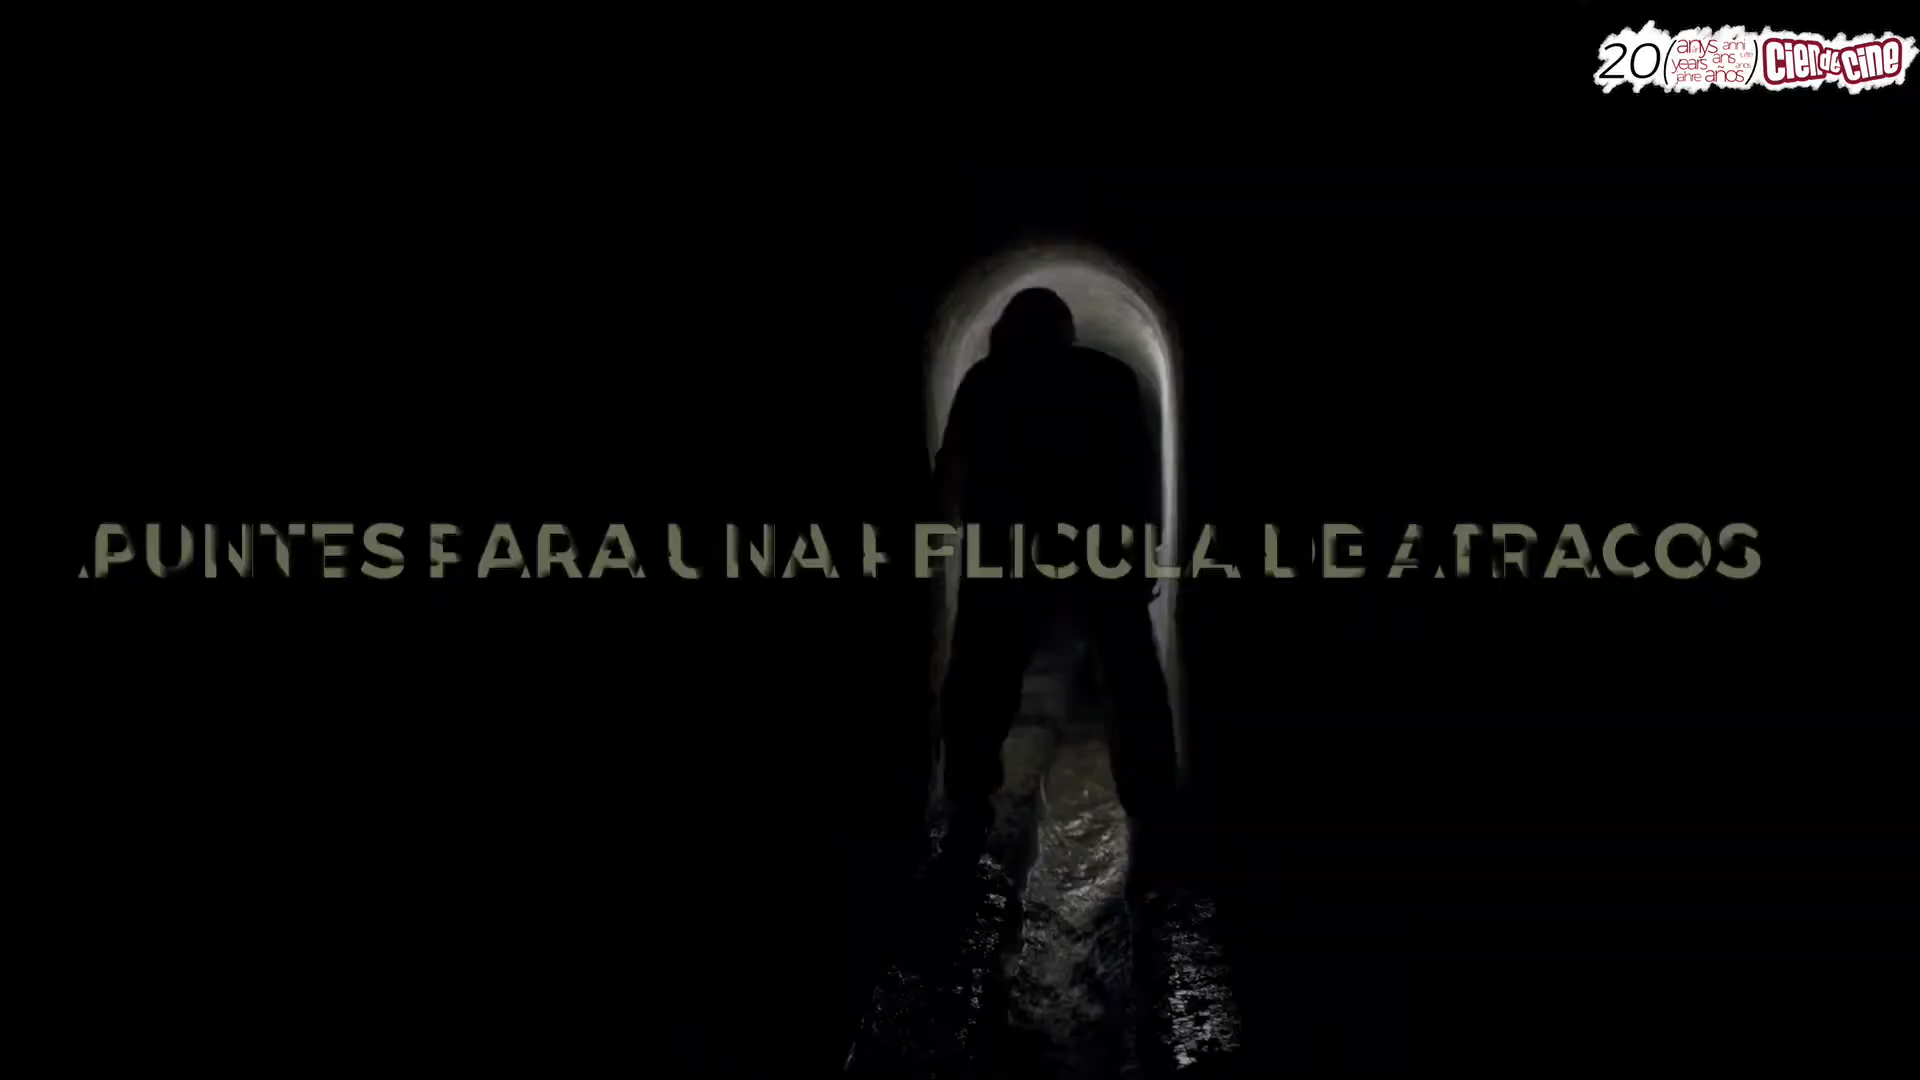 20 (anys anni years ans años jahre) Cien de Cine
APUNTES PARA UNA PELICULA DE ATRACOS